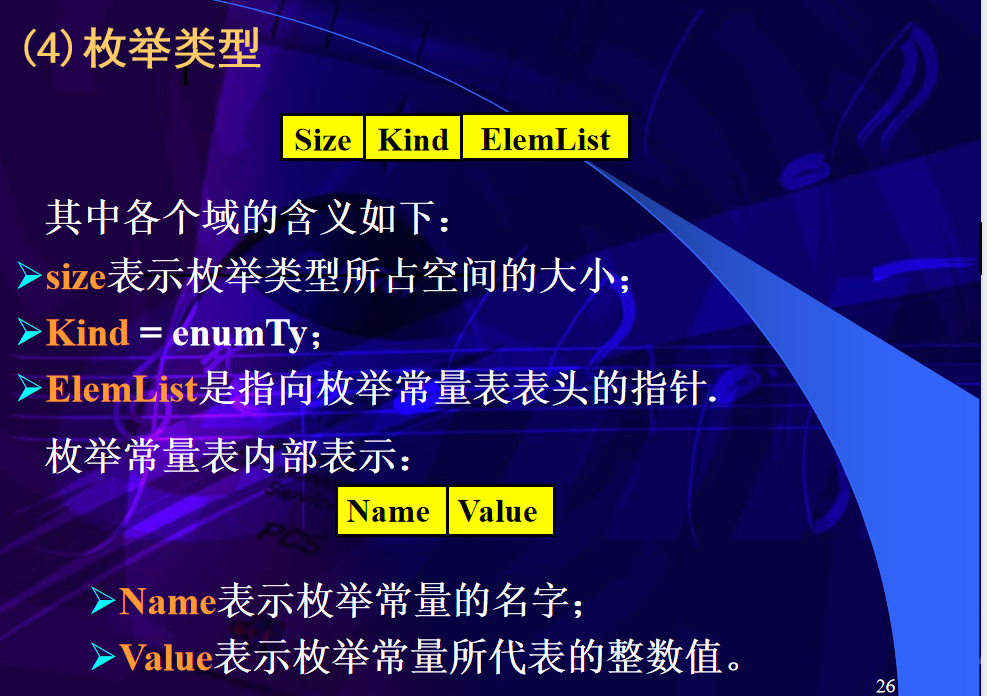 (4)枚举类型
Size Kind ElemList
其中各个域的含义如下：
size表示枚举类型所占空间的大小；
Kind = enumTy；
ElemList是指向枚举常量表表头的指针.
枚举常量表内部表示：
Name Value
Name表示枚举常量的名字；
Value表示枚举常量所代表的整数值。
26